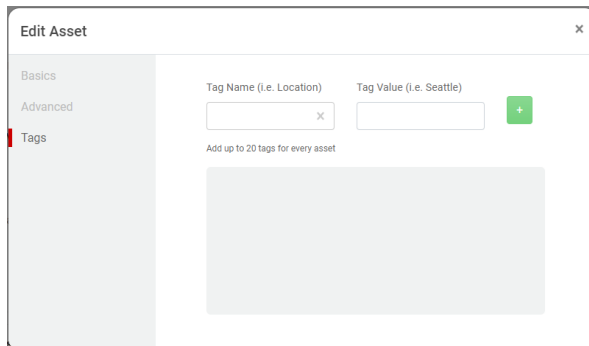 Edit Asset
×
Basics
Advanced
Tags
Tag Name (i.e. Location)
Tag Value (i.e. Seattle)
×
+
Add up to 20 tags for every asset